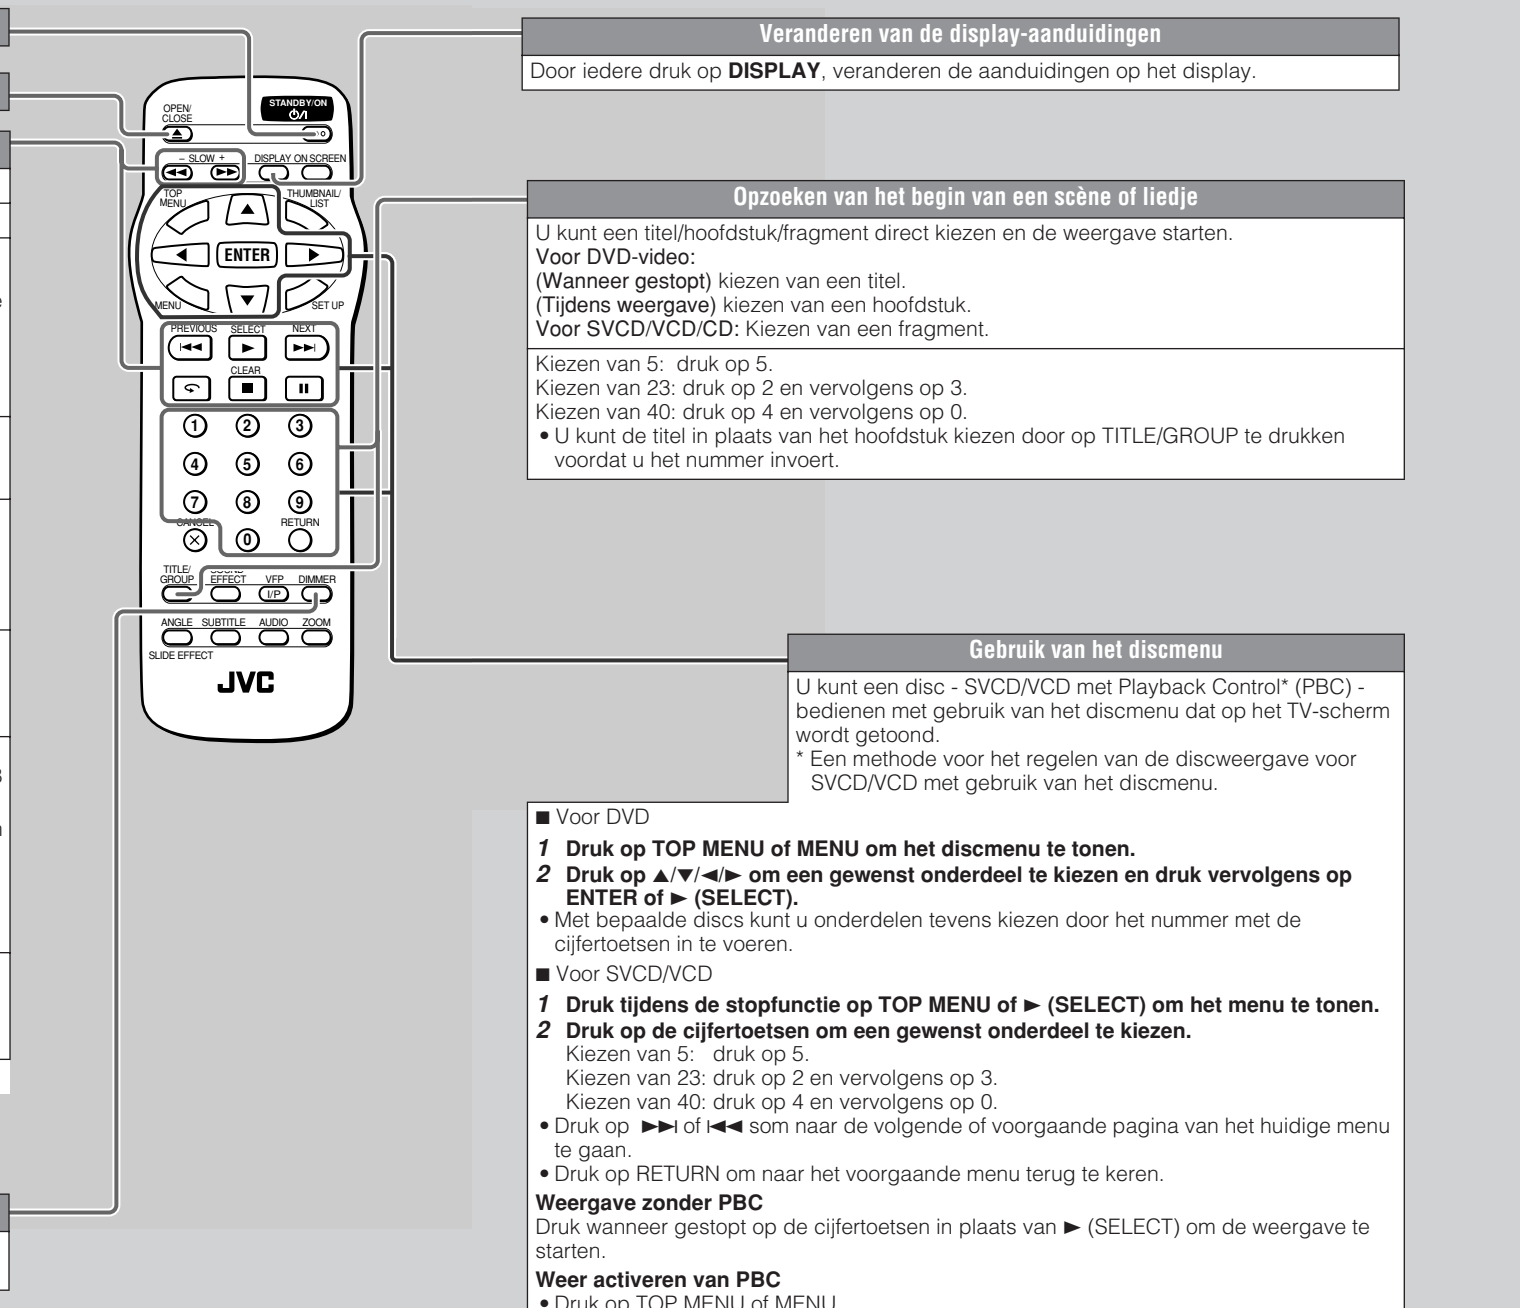 OPEN/
CLOSE
STANDBY/ON
⏻/I
– SLOW +
DISPLAY ON SCREEN
TOP
MENU
THUMBNAIL/
LIST
ENTER
MENU
SET UP
PREVIOUS SELECT NEXT
CLEAR
1 2 3
4 5 6
7 8 9
CANCEL
RETURN
0
TITLE/
GROUP
EFFECT
VFP
DIMMER
I/P
ANGLE SUBTITLE AUDIO ZOOM
SLIDE EFFECT
JVC
Veranderen van de display-aanduidingen
Door iedere druk op DISPLAY, veranderen de aanduidingen op het display.
Opzoeken van het begin van een scène of liedje
U kunt een titel/hoofdstuk/fragment direct kiezen en de weergave starten.
Voor DVD-video:
(Wanneer gestopt) kiezen van een titel.
(Tijdens weergave) kiezen van een hoofdstuk.
Voor SVCD/VCD/CD: Kiezen van een fragment.
Kiezen van 5: druk op 5.
Kiezen van 23: druk op 2 en vervolgens op 3.
Kiezen van 40: druk op 4 en vervolgens op 0.
• U kunt de titel in plaats van het hoofdstuk kiezen door op TITLE/GROUP te drukken
voordat u het nummer invoert.
Gebruik van het discmenu
U kunt een disc - SVCD/VCD met Playback Control* (PBC) -
bedienen met gebruik van het discmenu dat op het TV-scherm
wordt getoond.
* Een methode voor het regelen van de discweergave voor
SVCD/VCD met gebruik van het discmenu.
■ Voor DVD
1 Druk op TOP MENU of MENU om het discmenu te tonen.
2 Druk op ▲/▼/◄/► om een gewenst onderdeel te kiezen en druk vervolgens op
ENTER of ► (SELECT).
• Met bepaalde discs kunt u onderdelen tevens kiezen door het nummer met de
cijfertoetsen in te voeren.
■ Voor SVCD/VCD
1 Druk tijdens de stopfunctie op TOP MENU of ► (SELECT) om het menu te tonen.
2 Druk op de cijfertoetsen om een gewenst onderdeel te kiezen.
Kiezen van 5: druk op 5.
Kiezen van 23: druk op 2 en vervolgens op 3.
Kiezen van 40: druk op 4 en vervolgens op 0.
• Druk op ►►I of I◄◄ som naar de volgende of voorgaande pagina van het huidige menu
te gaan.
• Druk op RETURN om naar het voorgaande menu terug te keren.
Weergave zonder PBC
Druk wanneer gestopt op de cijfertoetsen in plaats van ► (SELECT) om de weergave te
starten.
Weer activeren van PBC
• Druk op TOP MENU of MENU